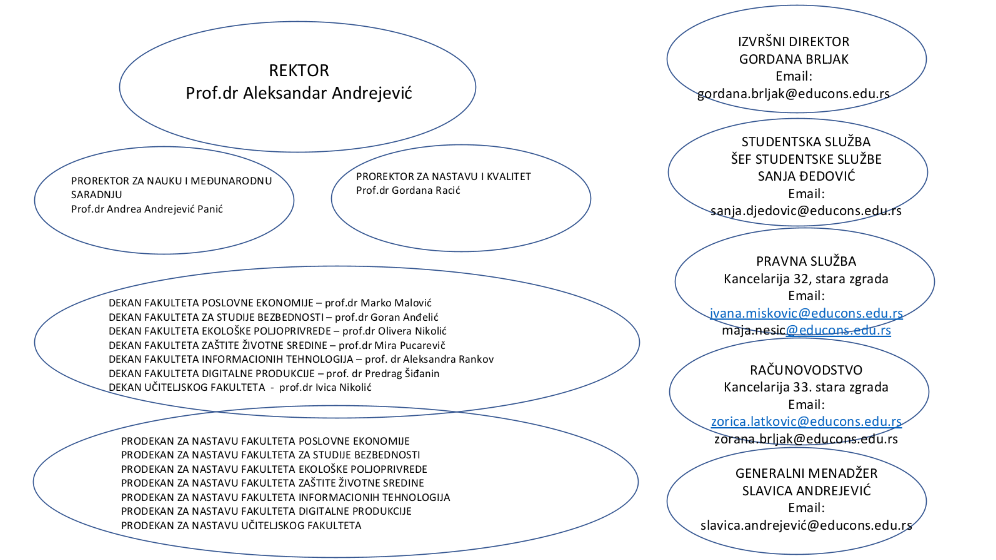 REKTOR
Prof.dr Aleksandar Andrejević
PROREKTOR ZA NAUKU I MEĐUNARODNU
SARADNJU
Prof.dr Andrea Andrejević Panić
PROREKTOR ZA NASTAVU I KVALITET
Prof.dr Gordana Racić
DEKAN FAKULTETA POSLOVNE EKONOMIJE – prof.dr Marko Malović
DEKAN FAKULTETA ZA STUDIJE BEZBEDNOSTI – prof.dr Goran Anđelić
DEKAN FAKULTETA EKOLOŠKE POLJOPRIVREDE – prof.dr Olivera Nikolić
DEKAN FAKULTETA ZAŠTITE ŽIVOTNE SREDINE – prof.dr Mira Pucarevič
DEKAN FAKULTETA INFORMACIONIH TEHNOLOGIJA – prof. dr Aleksandra Rankov
DEKAN FAKULTETA DIGITALNE PRODUKCIJE – prof. dr Predrag Šiđanin
DEKAN UČITELJSKOG FAKULTETA - prof.dr Ivica Nikolić
PRODEKAN ZA NASTAVU FAKULTETA POSLOVNE EKONOMIJE
PRODEKAN ZA NASTAVU FAKULTETA ZA STUDIJE BEZBEDNOSTI
PRODEKAN ZA NASTAVU FAKULTETA EKOLOŠKE POLJOPRIVREDE
PRODEKAN ZA NASTAVU FAKULTETA ZAŠTITE ŽIVOTNE SREDINE
PRODEKAN ZA NASTAVU FAKULTETA INFORMACIONIH TEHNOLOGIJA
PRODEKAN ZA NASTAVU FAKULTETA DIGITALNE PRODUKCIJE
PRODEKAN ZA NASTAVU UČITELJSKOG FAKULTETA
IZVRŠNI DIREKTOR
GORDANA BRLJAK
Email:
gordana.brljak@educons.edu.rs
STUDENTSKA SLUŽBA
ŠEF STUDENTSKE SLUŽBE
SANJA ĐEDOVIĆ
Email:
sanja.djedovic@educons.edu.rs
PRAVNA SLUŽBA
Kancelarija 32, stara zgrada
Email:
ivana.miskovic@educons.edu.rs
maja.nesic@educons.edu.rs
RAČUNOVODSTVO
Kancelarija 33. stara zgrada
Email:
zorica.latkovic@educons.edu.rs
zorana.brljak@educons.edu.rs
GENERALNI MENADŽER
SLAVICA ANDREJEVIĆ
Email:
slavica.andrejević@educons.edu.rs